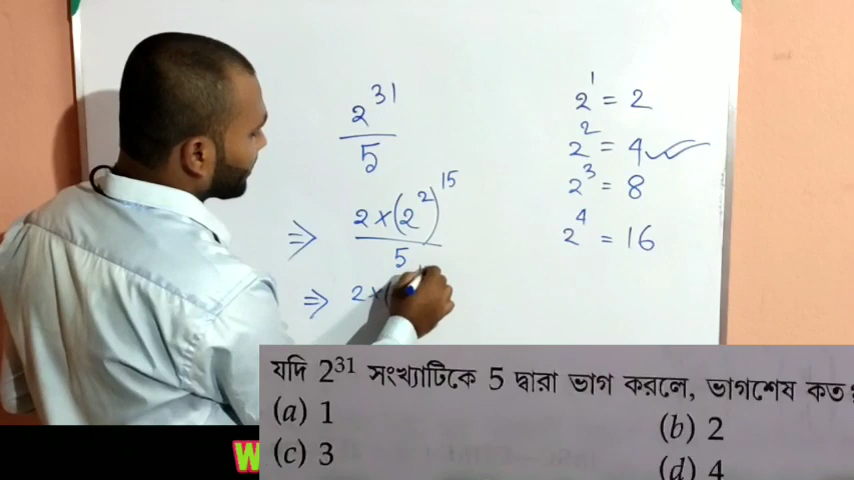 2^31
5
⇒ 2×(2^2)^15
5
⇒ 2×(
2^1 = 2
2^2 = 4
2^3 = 8
2^4 = 16
যদি 2^31 সংখ্যাটিকে 5 দ্বারা ভাগ করলে, ভাগশেষ কত?
(a) 1
(b) 2
(c) 3
(d) 4
W